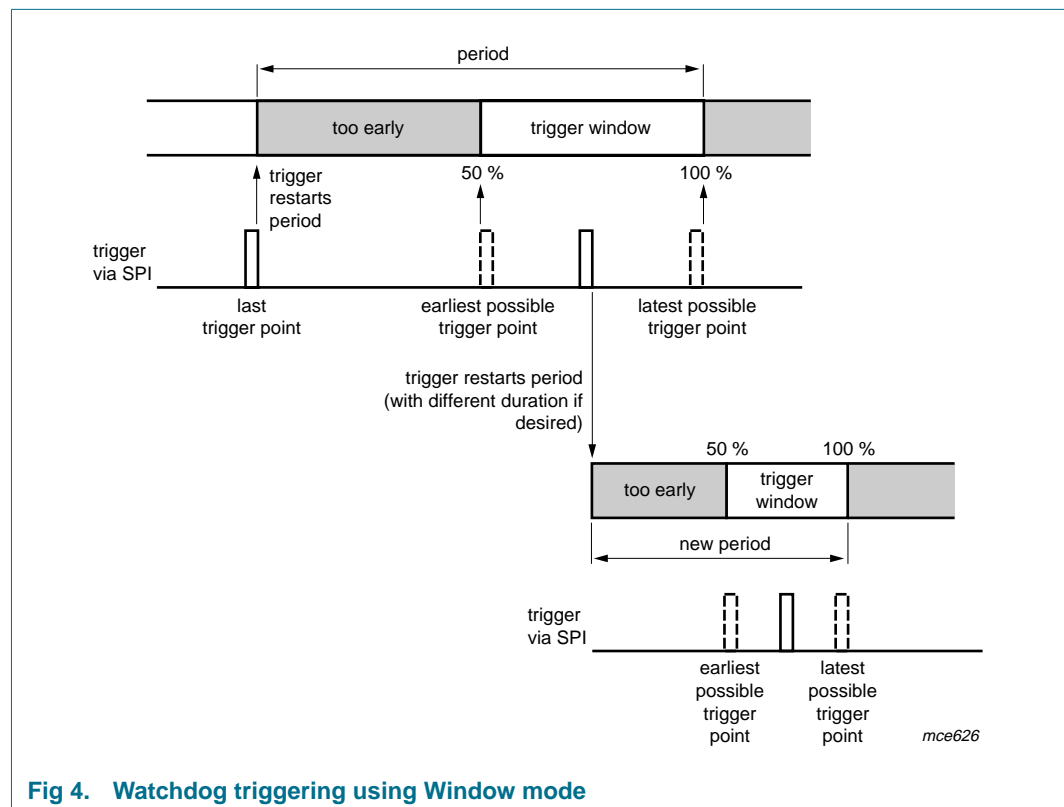 period
too early
trigger window
trigger
restarts
period
50 %
100 %
trigger
via SPI
last
trigger point
earliest possible
trigger point
latest possible
trigger point
trigger restarts period
(with different duration if
desired)
50 %
100 %
too early
trigger
window
new period
trigger
via SPI
earliest
possible
trigger
point
latest
possible
trigger
point
mce626
Fig 4. Watchdog triggering using Window mode